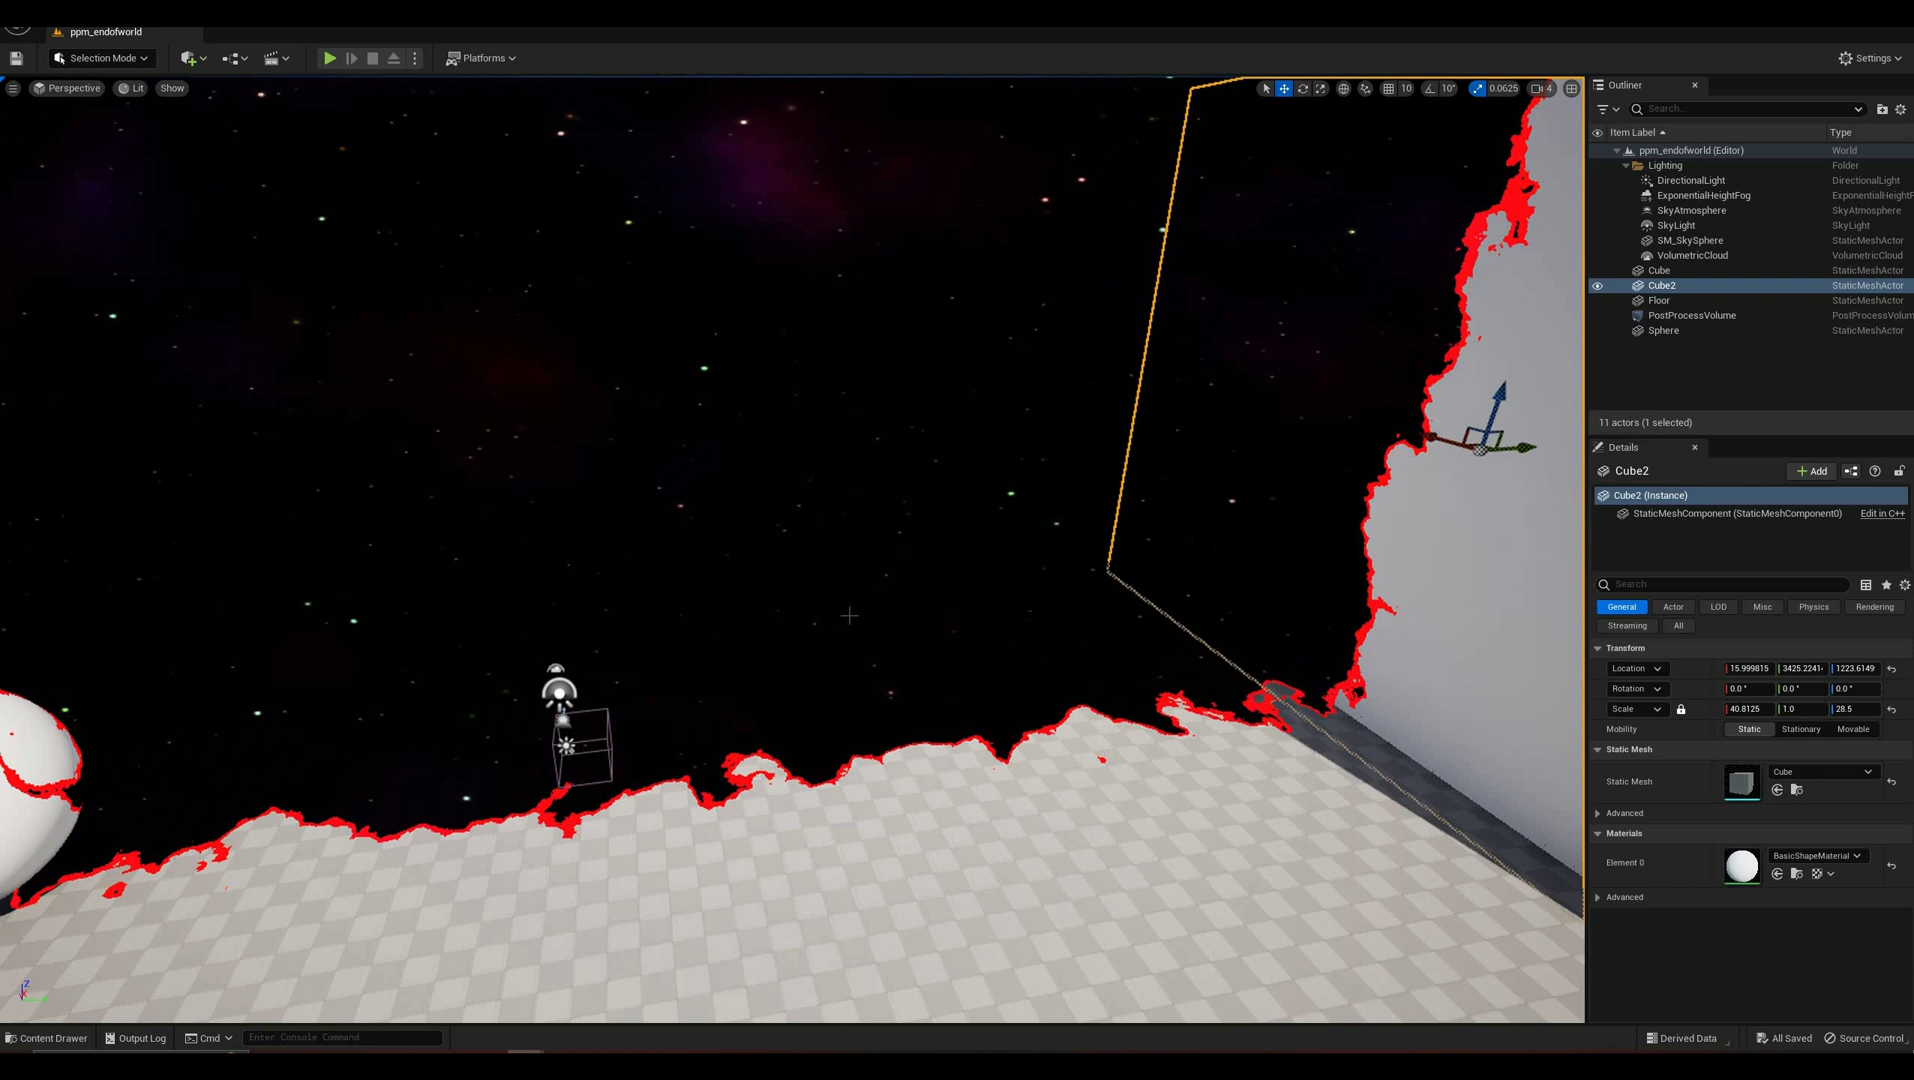 ppm_endofworld
Selection Mode
Platforms
Settings
Perspective
Lit
Show
10
10°
0.0625
4
Outliner
Search...
Item Label
Type
ppm_endofworld (Editor)
World
Lighting
Folder
DirectionalLight
DirectionalLight
ExponentialHeightFog
ExponentialHeightF
SkyAtmosphere
SkyAtmosphere
SkyLight
SkyLight
SM_SkySphere
StaticMeshActor
VolumetricCloud
VolumetricCloud
Cube
StaticMeshActor
Cube2
StaticMeshActor
Floor
StaticMeshActor
PostProcessVolume
PostProcessVolum
Sphere
StaticMeshActor
11 actors (1 selected)
Details
Cube2
Add
Cube2 (Instance)
StaticMeshComponent (StaticMeshComponent0)
Edit in C++
Search
General
Actor
LOD
Misc
Physics
Rendering
Streaming
All
Transform
Location
15.999815
3425.2241
1223.6149
Rotation
0.0 °
0.0 °
0.0 °
Scale
40.8125
1.0
28.5
Mobility
Static
Stationary
Movable
Static Mesh
Static Mesh
Cube
Advanced
Materials
Element 0
BasicShapeMaterial
Advanced
Z
Content Drawer
Output Log
Cmd
Enter Console Command
Derived Data
All Saved
Source Control